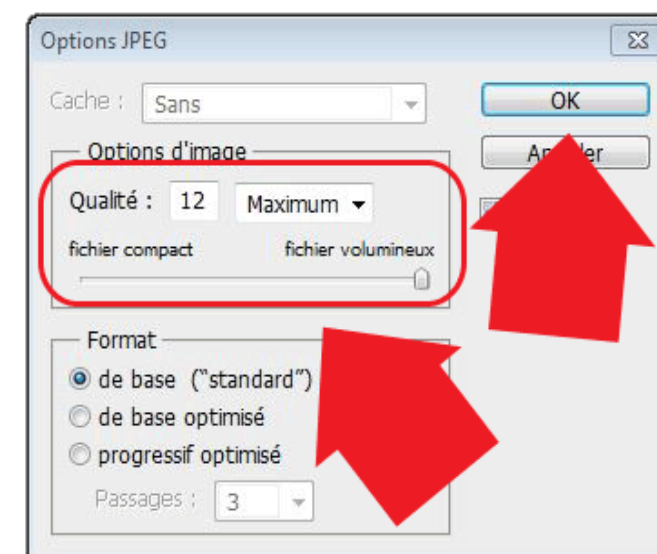 Options JPEG
Cache : Sans
OK
Options d'image
Qualité : 12 Maximum
fichier compact fichier volumineux
Format
de base ("standard")
de base optimisé
progressif optimisé
Passages : 3